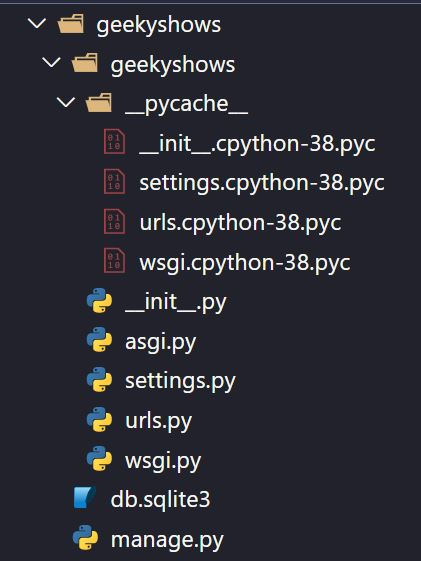 geekyshows
geekyshows
__pycache__
__init__.cpython-38.pyc
settings.cpython-38.pyc
urls.cpython-38.pyc
wsgi.cpython-38.pyc
__init__.py
asgi.py
settings.py
urls.py
wsgi.py
db.sqlite3
manage.py